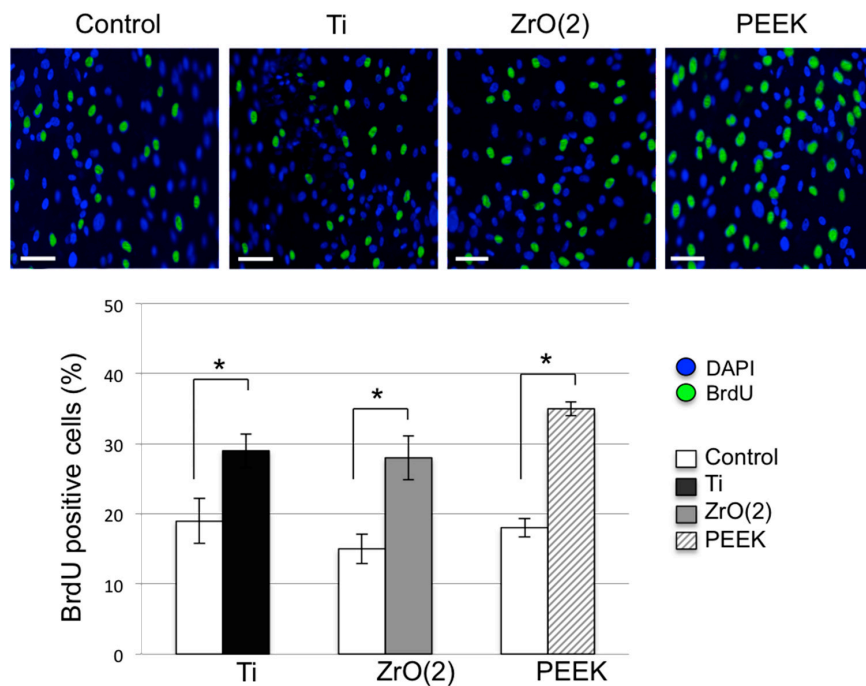 Control Ti ZrO(2) PEEK
BrdU positive cells (%)
50
40
30
20
10
0
*
*
*
Ti ZrO(2) PEEK
DAPI
BrdU
Control
Ti
ZrO(2)
PEEK